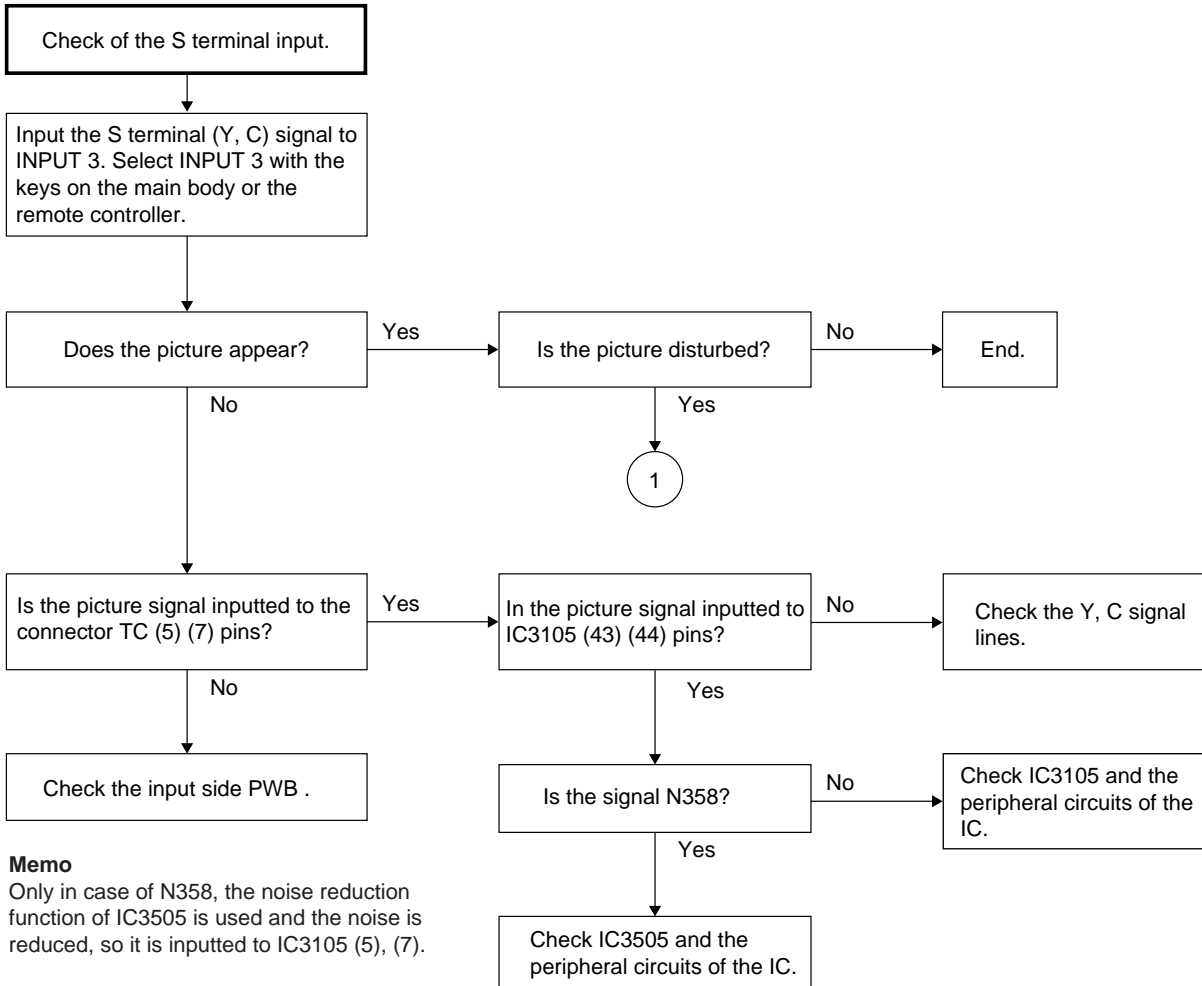 Check of the S terminal input.
Input the S terminal (Y, C) signal to
INPUT 3. Select INPUT 3 with the
keys on the main body or the
remote controller.
Does the picture appear?
Yes
Is the picture disturbed?
No
End.
No
Yes
1
Is the picture signal inputted to the
connector TC (5) (7) pins?
Yes
In the picture signal inputted to
IC3105 (43) (44) pins?
No
Check the Y, C signal
lines.
No
Yes
Check the input side PWB .
Is the signal N358?
No
Check IC3105 and the
peripheral circuits of the
IC.
Yes
Memo
Only in case of N358, the noise reduction
function of IC3505 is used and the noise is
reduced, so it is inputted to IC3105 (5), (7).
Check IC3505 and the
peripheral circuits of the IC.